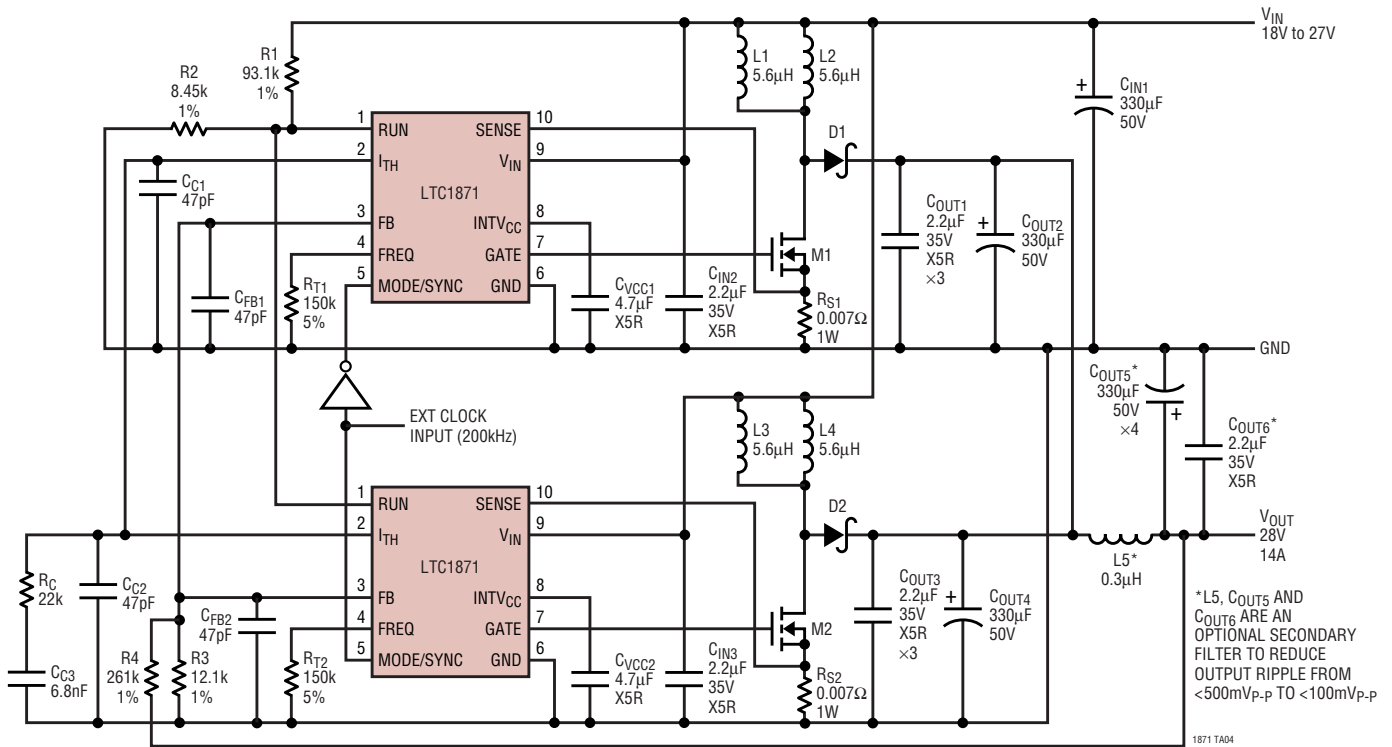 VIN
18V to 27V
R1
93.1k
1%
R2
8.45k
1%
L1
5.6µH
L2
5.6µH
+
CIN1
330µF
50V
1
RUN
SENSE
10
2
ITH
VIN
9
LTC1871
3
FB
INTVCC
8
4
FREQ
GATE
7
5
MODE/SYNC
GND
6
D1
CC1
47pF
CFB1
47pF
RT1
150k
5%
CVCC1
4.7µF
X5R
CIN2
2.2µF
35V
X5R
M1
RS1
0.007Ω
1W
COUT1
2.2µF
35V
X5R
×3
+
COUT2
330µF
50V
GND
EXT CLOCK
INPUT (200kHz)
L3
5.6µH
L4
5.6µH
COUT5*
330µF
50V
×4
+
COUT6*
2.2µF
35V
X5R
1
RUN
SENSE
10
2
ITH
VIN
9
LTC1871
3
FB
INTVCC
8
4
FREQ
GATE
7
5
MODE/SYNC
GND
6
D2
L5*
0.3µH
VOUT
28V
14A
RC
22k
CC2
47pF
CC3
6.8nF
R4
261k
1%
R3
12.1k
1%
CFB2
47pF
RT2
150k
5%
CVCC2
4.7µF
X5R
CIN3
2.2µF
35V
X5R
M2
RS2
0.007Ω
1W
COUT3
2.2µF
35V
X5R
×3
+
COUT4
330µF
50V
*L5, COUT5 AND
COUT6 ARE AN
OPTIONAL SECONDARY
FILTER TO REDUCE
OUTPUT RIPPLE FROM
<500mVP-P TO <100mVP-P
1871 TA04